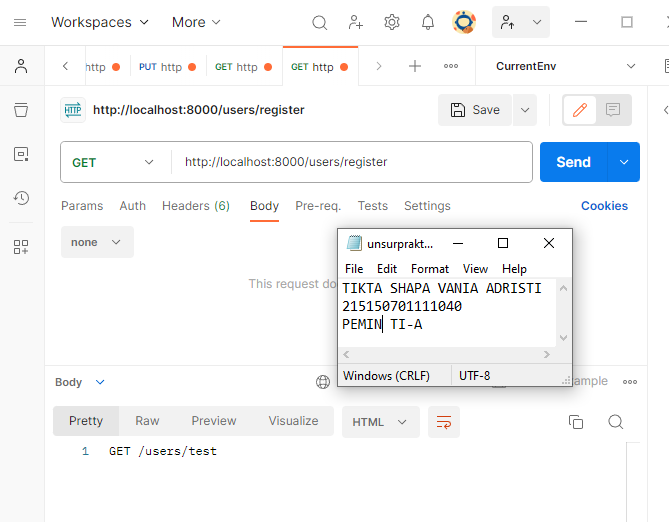 Workspaces More
http PUT http GET http GET http CurrentEnv
HTTP http://localhost:8000/users/register Save
GET http://localhost:8000/users/register Send
Params Auth Headers (6) Body Pre-req. Tests Settings Cookies
none
This request do
unsurprakt...
File Edit Format View Help
TIKTA SHAPA VANIA ADRISTI
215150701111040
PEMIN TI-A
Windows (CRLF) UTF-8
Body ample
Pretty Raw Preview Visualize HTML
1 GET /users/test